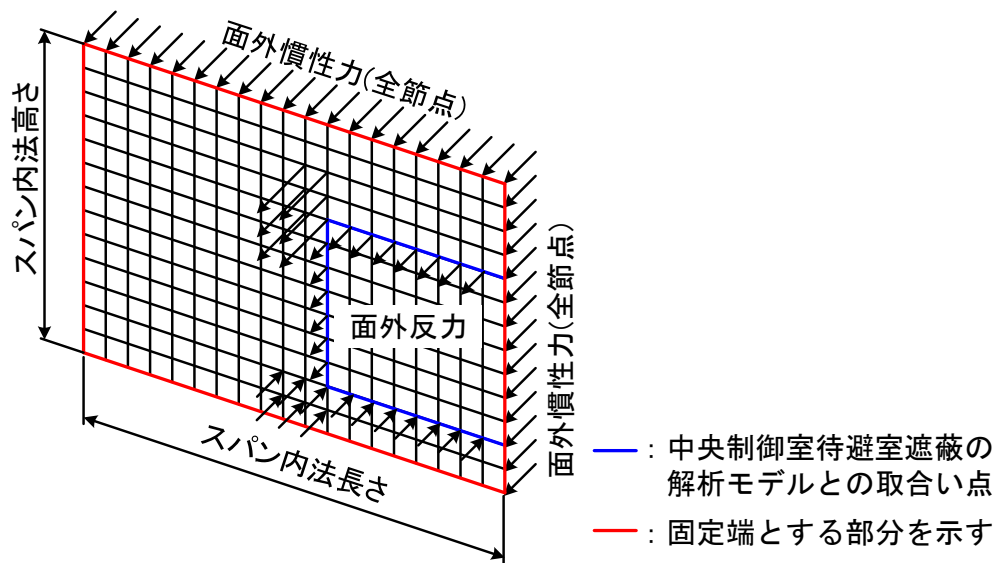 面外慣性力(全節点)
スパン内法高さ
面外反力
面外慣性力(全節点)
スパン内法長さ
: 中央制御室待避室遮蔽の
解析モデルとの取合い点
: 固定端とする部分を示す